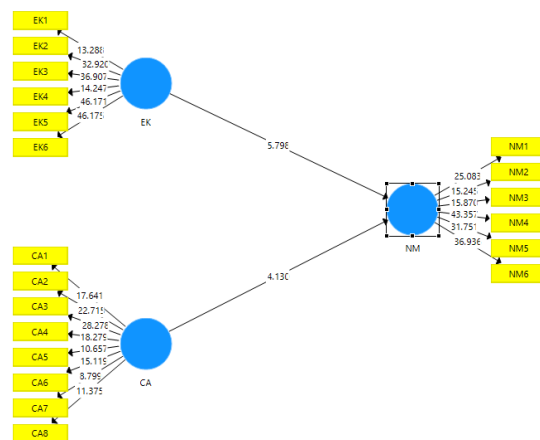 EK1
EK2
EK3
EK4
EK5
EK6
13.288
32.920
36.907
14.247
46.171
46.175
EK
5.798
NM1
NM2
NM3
NM4
NM5
NM6
25.083
15.245
15.870
43.357
31.751
36.936
NM
4.130
CA1
CA2
CA3
CA4
CA5
CA6
CA7
CA8
17.641
22.715
28.278
18.279
10.657
15.119
8.799
11.375
CA